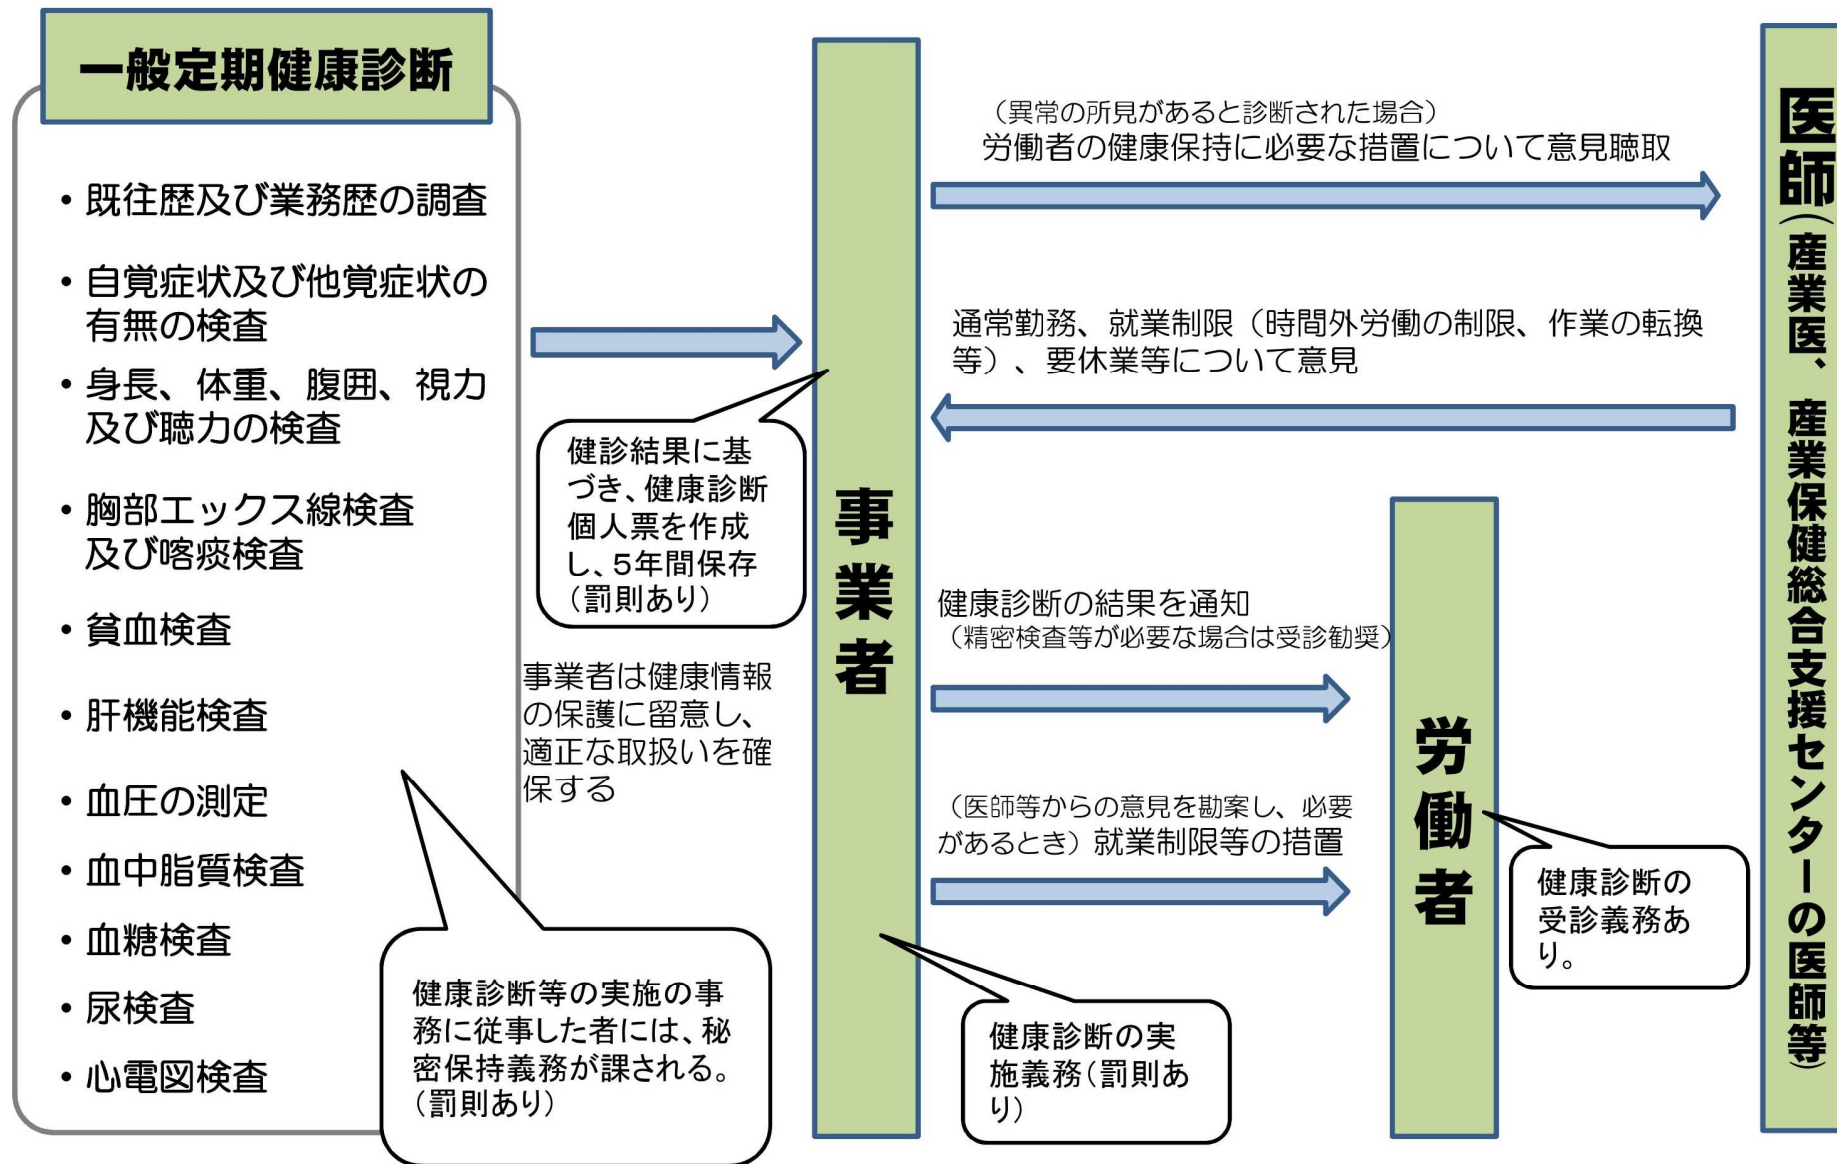 一般定期健康診断
・既往歴及び業務歴の調査
・自覚症状及び他覚症状の
有無の検査
・身長、体重、腹囲、視力
及び聴力の検査
・胸部エックス線検査
及び喀痰検査
・貧血検査
・肝機能検査
・血圧の測定
・血中脂質検査
・血糖検査
・尿検査
・心電図検査
健康診断等の実施の事
務に従事した者には、秘
密保持義務が課される。
（罰則あり）
健診結果に基
づき、健康診断
個人票を作成
し、5年間保存
（罰則あり）
事業者は健康情報
の保護に留意し、
適正な取扱いを確
保する
事業者
（異常の所見があると診断された場合）
労働者の健康保持に必要な措置について意見聴取
通常勤務、就業制限（時間外労働の制限、作業の転換
等）、要休業等について意見
健康診断の結果を通知
（精密検査等が必要な場合は受診勧奨）
（医師等からの意見を勘案し、必要
があるとき）就業制限等の措置
健康診断の実
施義務（罰則あ
り）
労働者
健康診断の
受診義務あ
り。
医師（産業医、産業保健総合支援センターの医師等）